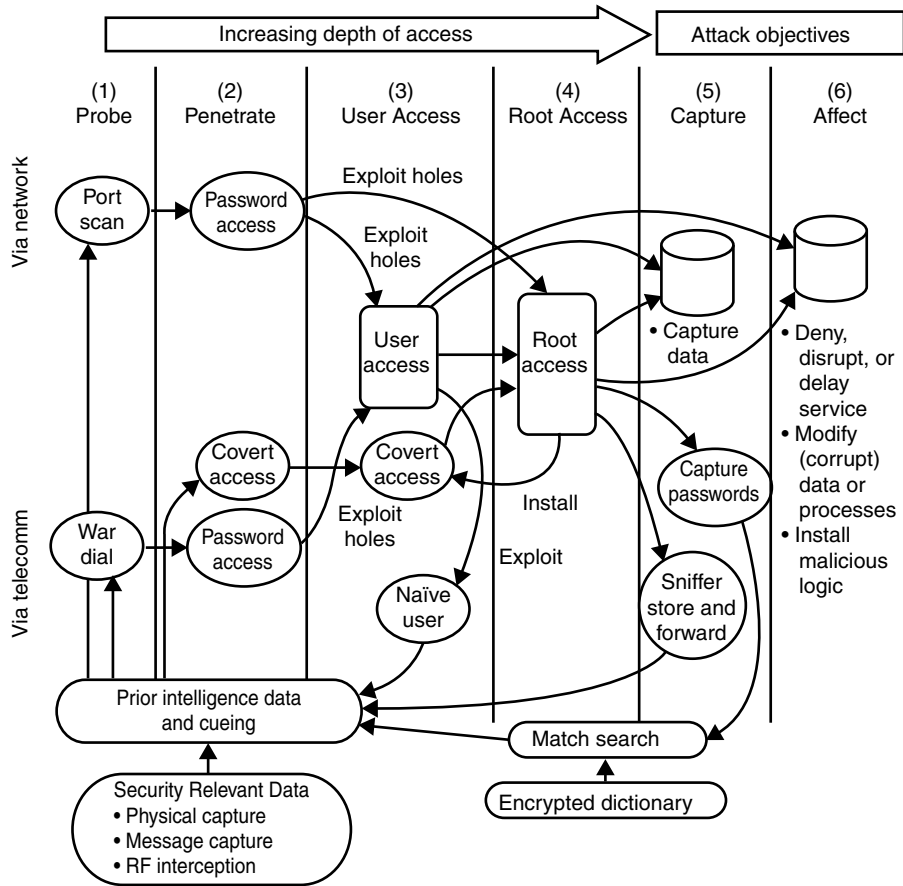 Increasing depth of access
Attack objectives
(1)
Probe
(2)
Penetrate
(3)
User Access
(4)
Root Access
(5)
Capture
(6)
Affect
Via network
Port
scan
Password
access
Exploit holes
Exploit
holes
User
access
Root
access
• Capture
data
• Deny,
disrupt, or
delay
service
• Modify
(corrupt)
data or
processes
• Install
malicious
logic
Via telecomm
War
dial
Covert
access
Password
access
Covert
access
Exploit
holes
Install
Exploit
Capture
passwords
Naïve
user
Sniffer
store and
forward
Prior intelligence data
and cueing
Match search
Encrypted dictionary
Security Relevant Data
• Physical capture
• Message capture
• RF interception